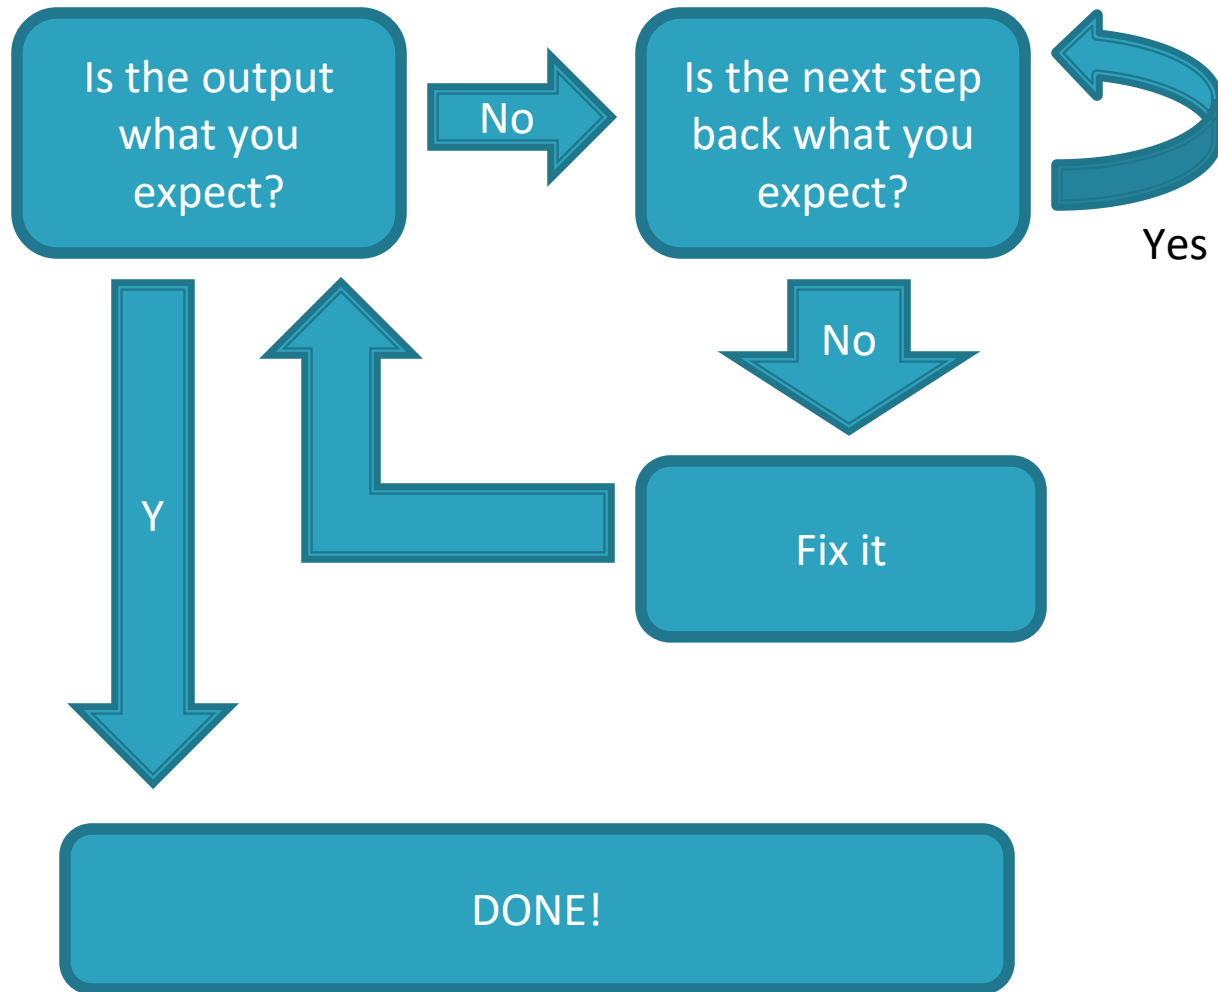 Is the output
what you
expect?
No
Is the next step
back what you
expect?
Yes
No
Y
Fix it
DONE!